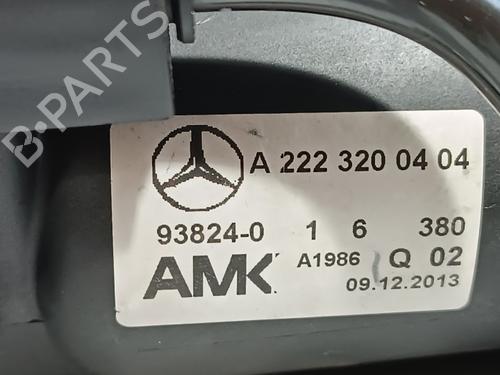 B-PARTS
A 222 320 04 04
93824-0 1 6 380
AMK A1986 Q 02
09.12.2013